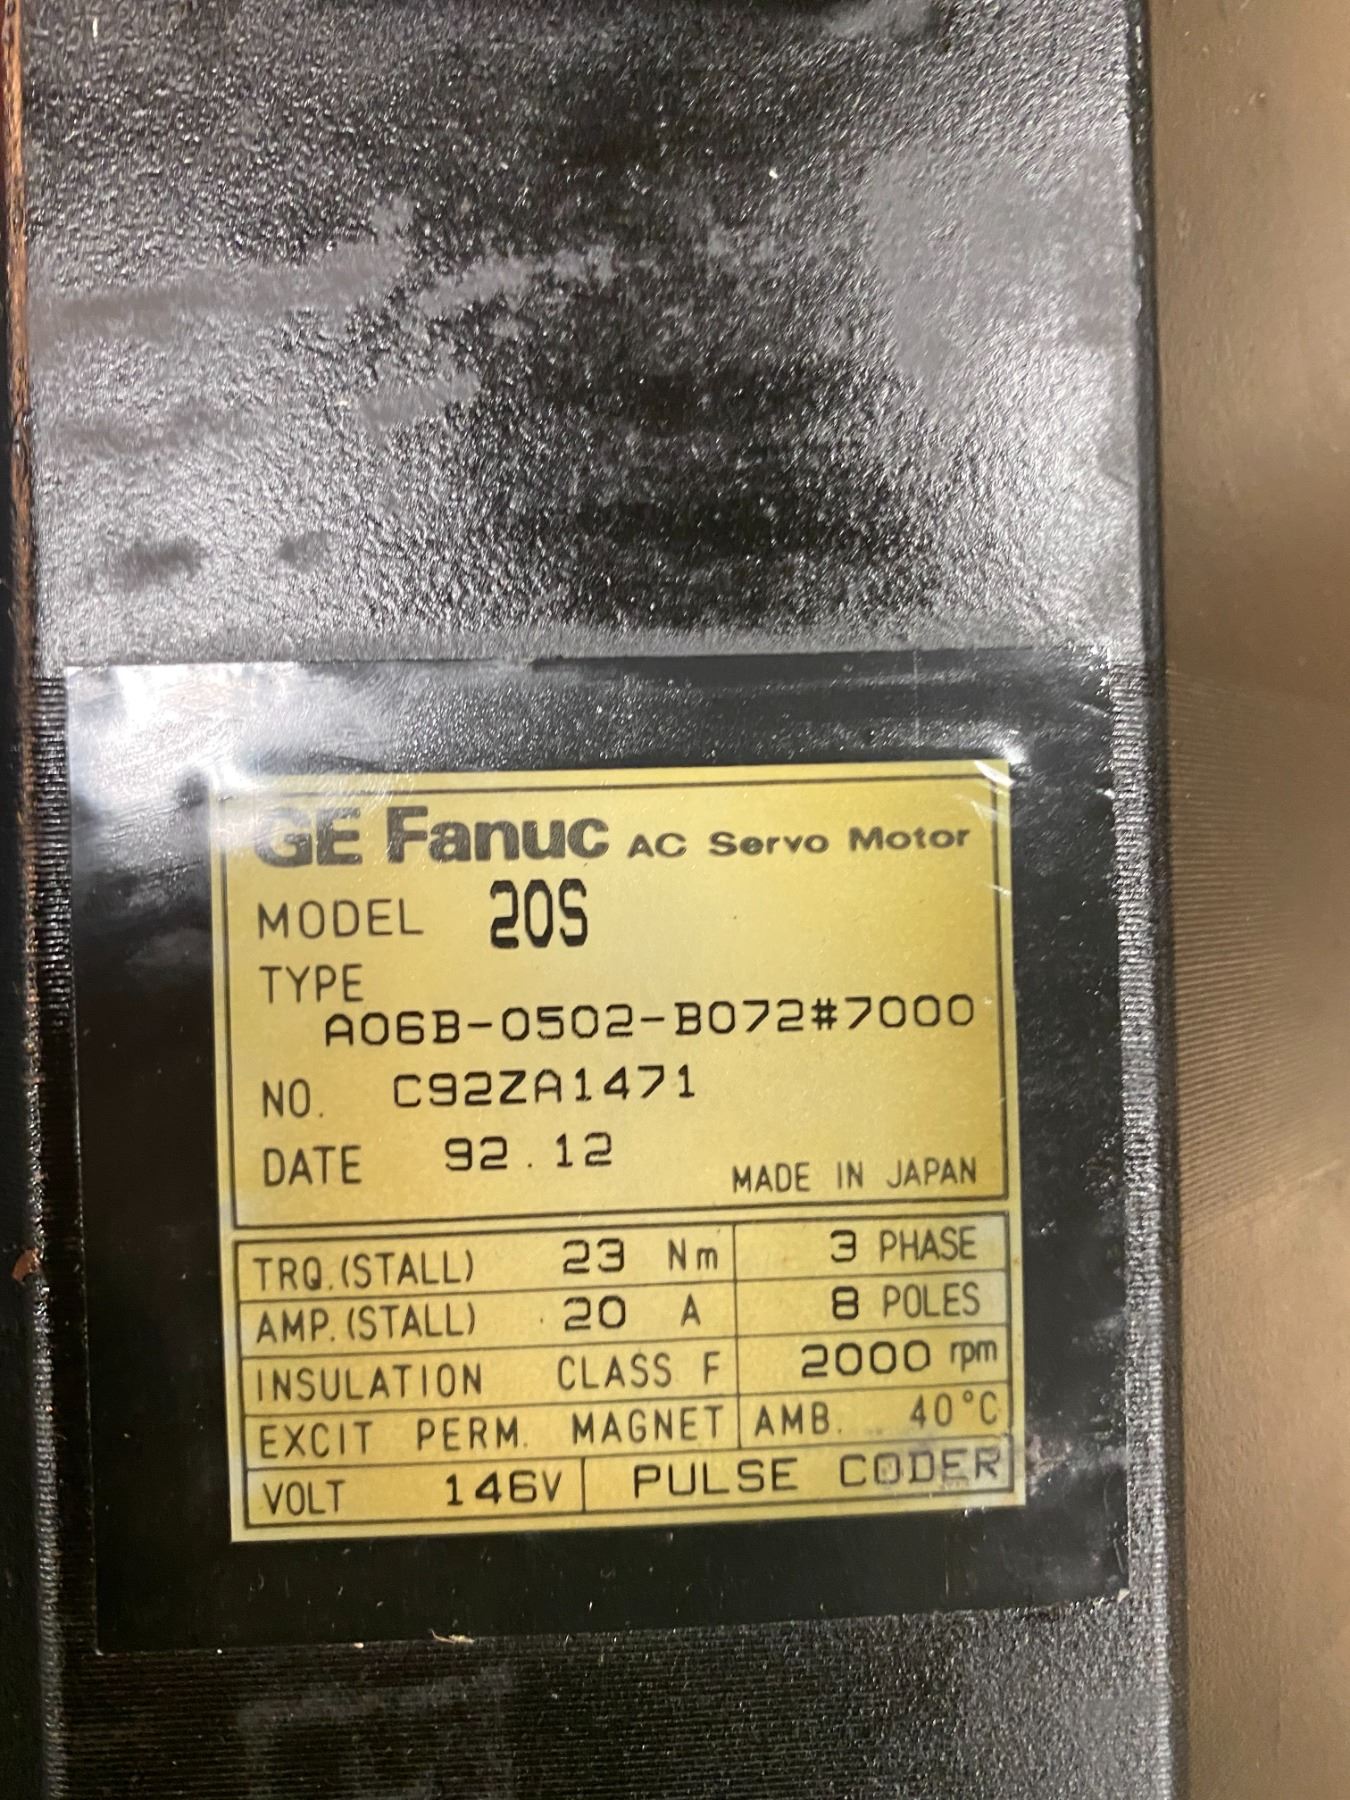 GE Fanuc AC Servo Motor
MODEL 20S
TYPE
A06B-0502-B072#7000
NO. C92ZA1471
DATE 92.12
MADE IN JAPAN
TRQ.(STALL) 23 Nm 3 PHASE
AMP.(STALL) 20 A 8 POLES
INSULATION CLASS F 2000 rpm
EXCIT PERM. MAGNET AMB. 40°C
VOLT 146V PULSE CODER